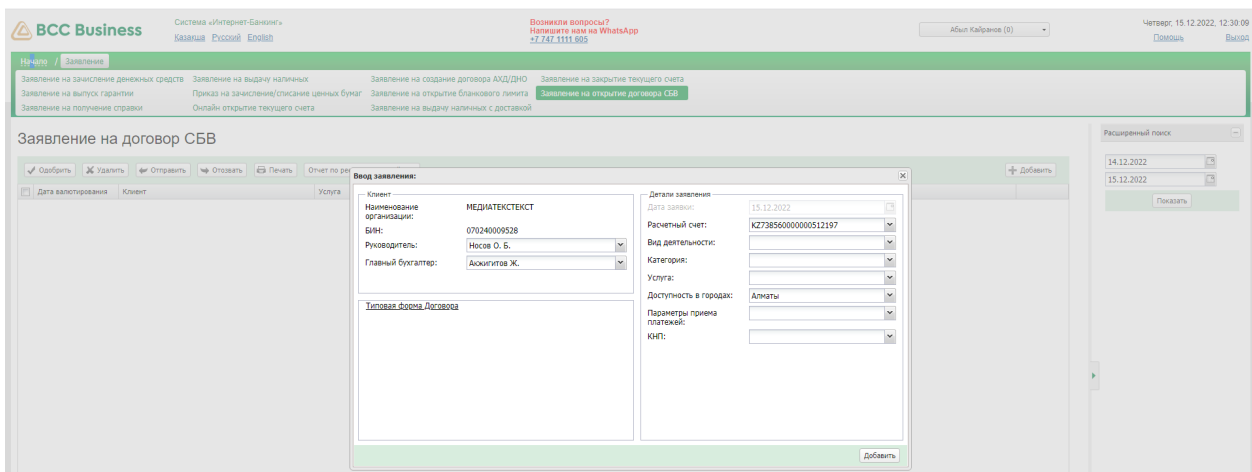 BCC Business
Система «Интернет-Банкинг»
Қазақша Русский English
Возникли вопросы?
Напишите нам на WhatsApp
+7 747 1111 605
Абыл Кайранов (0)
Четверг, 15.12.2022, 12:30:09
Помощь Выход
Начало / Заявление
Заявление на зачисление денежных средств Заявление на выдачу наличных Заявление на создание договора АХД/ДНО Заявление на закрытие текущего счета
Заявление на выпуск гарантии Приказ на зачисление/списание ценных бумаг Заявление на открытие бланкового лимита Заявление на открытие договора СБВ
Заявление на получение справки Онлайн открытие текущего счета Заявление на выдачу наличных с доставкой
Заявление на договор СБВ
Одобрить Удалить Отправить Отозвать Печать Отчет по рее
Добавить
Дата валютирования Клиент Услуга
Расширенный поиск
14.12.2022
15.12.2022
Показать
Ввод заявления:
Клиент
Наименование организации: МЕДИАТЕКСТЕКСТ
БИН: 070240009528
Руководитель: Носов О. Б.
Главный бухгалтер: Акжигитов Ж.
Типовая форма Договора
Детали заявления
Дата заявки: 15.12.2022
Расчетный счет: KZ738560000000512197
Вид деятельности:
Категория:
Услуга:
Доступность в городах: Алматы
Параметры приема
платежей:
КНП:
Добавить